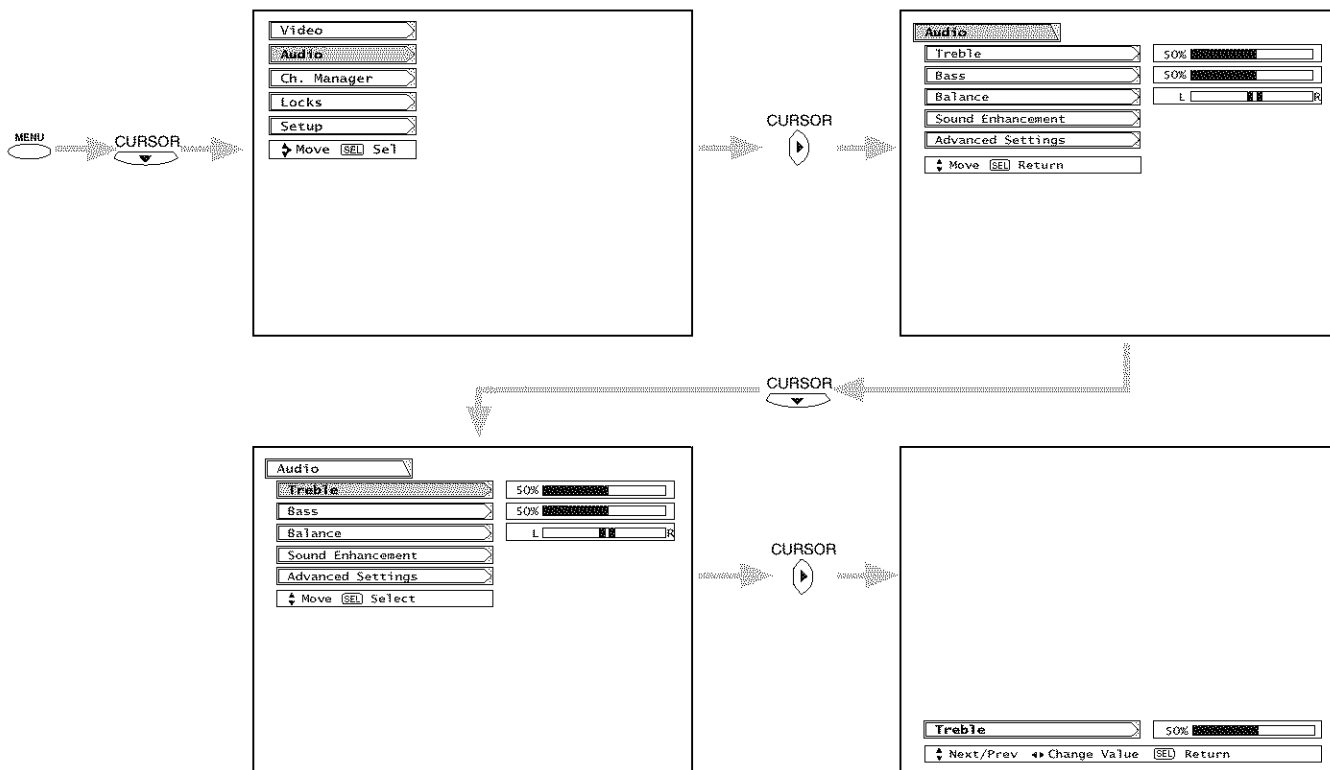 MENU
CURSOR
Video
Audio
Ch. Manager
Locks
Setup
Move SEL Sel
CURSOR
Audio
Treble 50%
Bass 50%
Balance L R
Sound Enhancement
Advanced Settings
Move SEL Return
CURSOR
Audio
Treble 50%
Bass 50%
Balance L R
Sound Enhancement
Advanced Settings
Move SEL Select
CURSOR
Treble 50%
Next/Prev Change Value SEL Return